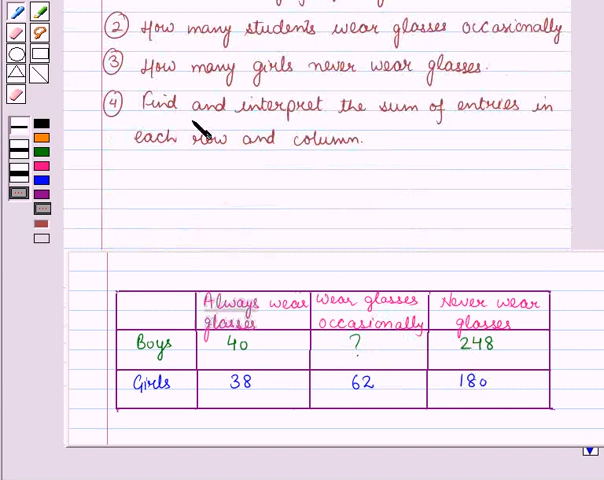 ② How many students wear glasses occasionally
③ How many girls never wear glasses.
④ Find and interpret the sum of entries in
each row and column.
Always wear glasses Wear glasses occasionally Never wear glasses
Boys 40 ? 248
Girls 38 62 180